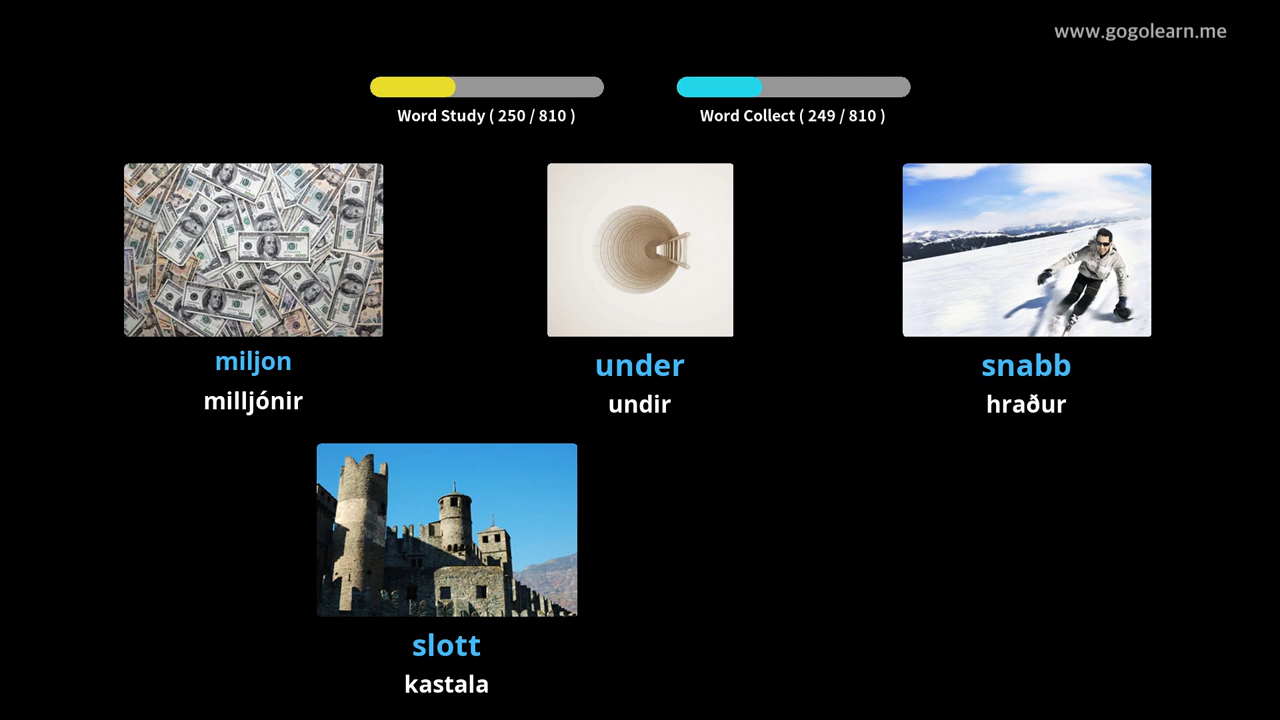 www.gogolearn.me
Word Study ( 250 / 810 )
Word Collect ( 249 / 810 )
miljon
milljónir
under
undir
snabb
hraður
slott
kastala